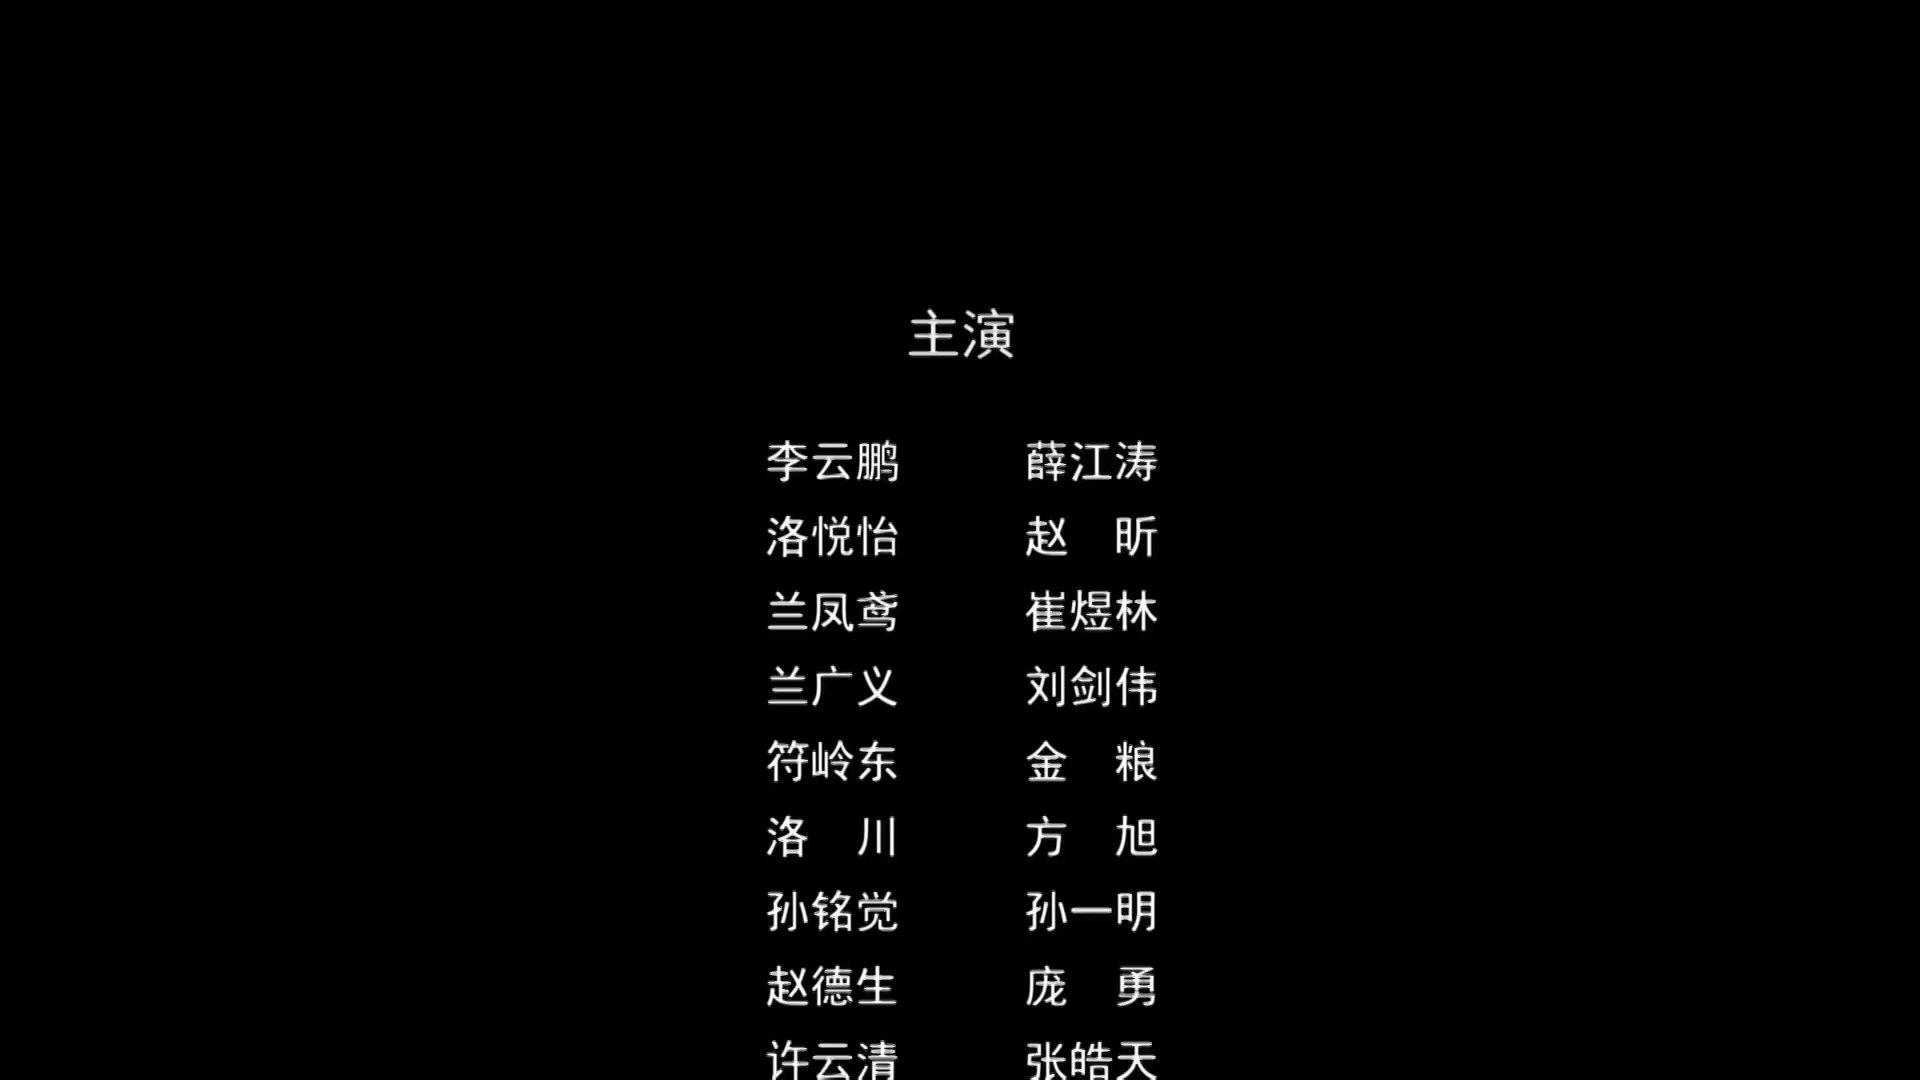 主演
李云鹏 薛江涛
洛悦怡 赵 昕
兰凤鸢 崔煜林
兰广义 刘剑伟
符岭东 金 粮
洛 川 方 旭
孙铭觉 孙一明
赵德生 庞 勇
许云清 张皓天